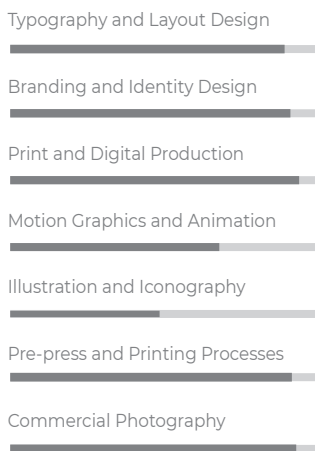 Typography and Layout Design
Branding and Identity Design
Print and Digital Production
Motion Graphics and Animation
Illustration and Iconography
Pre-press and Printing Processes
Commercial Photography